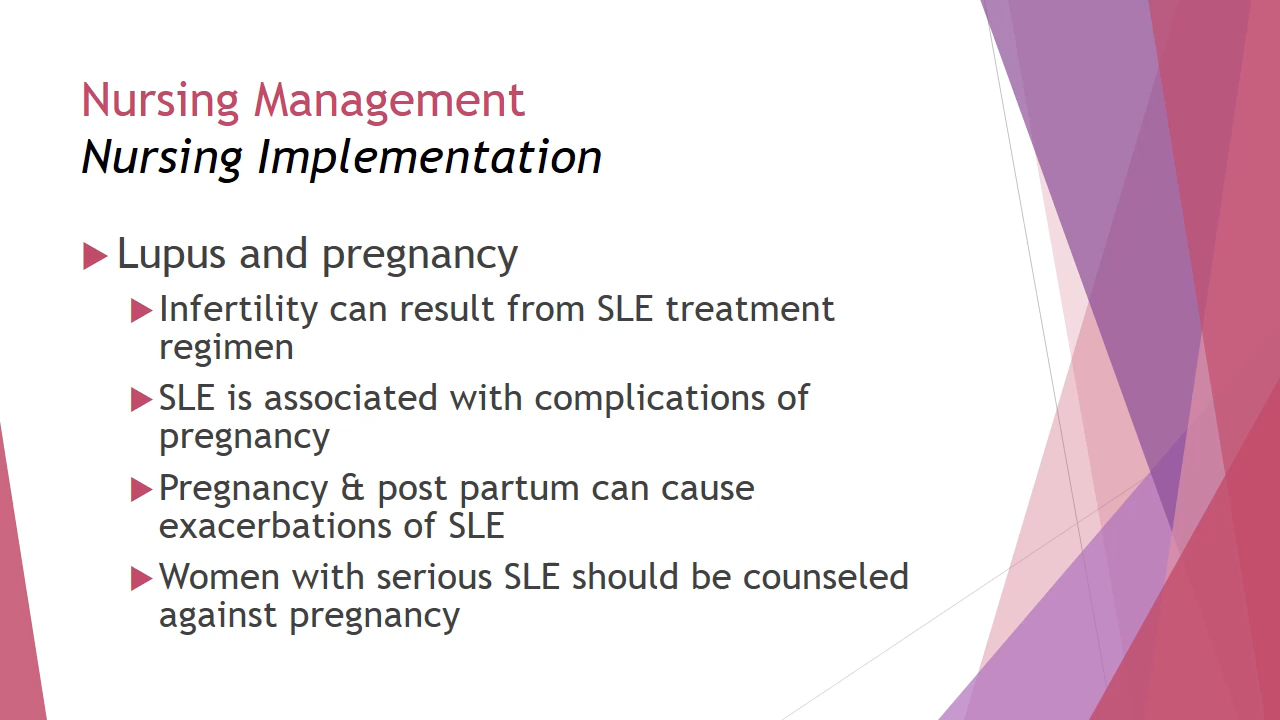 Nursing Management
Nursing Implementation
Lupus and pregnancy
Infertility can result from SLE treatment
regimen
SLE is associated with complications of
pregnancy
Pregnancy & post partum can cause
exacerbations of SLE
Women with serious SLE should be counseled
against pregnancy